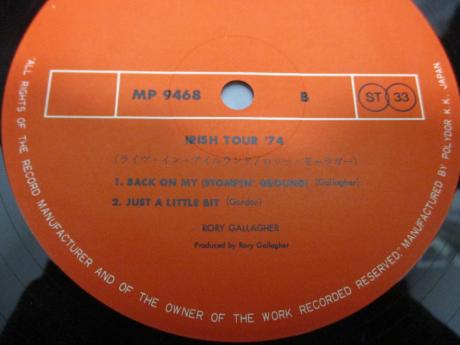 MP 9468 B ST 33
IRISH TOUR '74
(ライヴ・イン・アイルランド/ロリー・ギャラガー)
1. BACK ON MY (STOMPIN' GROUND) (Gallagher)
2. JUST A LITTLE BIT (Gordon)
RORY GALLAGHER
Produced by Rory Gallagher
"ALL RIGHTS OF THE RECORD MANUFACTURER AND OF THE OWNER OF THE WORK RECORDED RESERVED." MANUFACTURED BY POLYDOR K.K., JAPAN